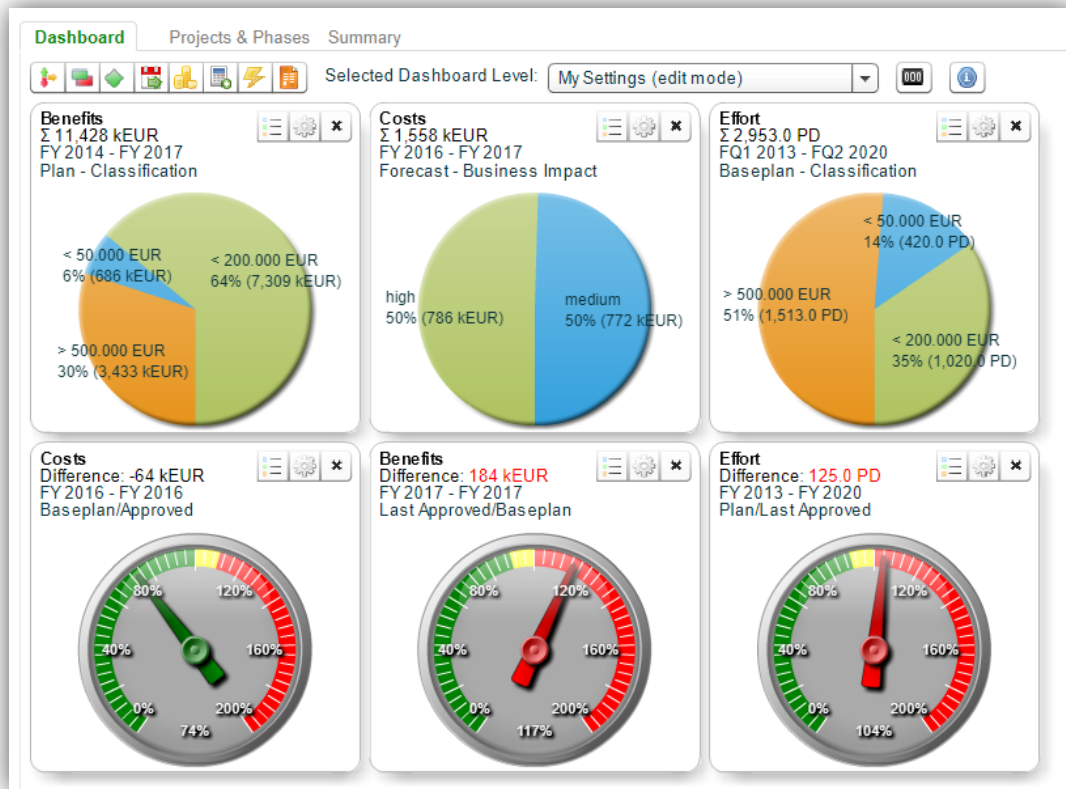 Dashboard Projects & Phases Summary
Selected Dashboard Level: My Settings (edit mode)
000
i
Benefits
Σ 11,428 kEUR
FY 2014 - FY 2017
Plan - Classification
< 50.000 EUR
6% (686 kEUR)
< 200.000 EUR
64% (7,309 kEUR)
> 500.000 EUR
30% (3,433 kEUR)
Costs
Σ 1,558 kEUR
FY 2016 - FY 2017
Forecast - Business Impact
high
50% (786 kEUR)
medium
50% (772 kEUR)
Effort
Σ 2,953.0 PD
FQ1 2013 - FQ2 2020
Baseplan - Classification
< 50.000 EUR
14% (420.0 PD)
> 500.000 EUR
51% (1,513.0 PD)
< 200.000 EUR
35% (1,020.0 PD)
Costs
Difference: -64 kEUR
FY 2016 - FY 2016
Baseplan/Approved
80% 120%
40% 160%
0% 200%
74%
Benefits
Difference: 184 kEUR
FY 2017 - FY 2017
Last Approved/Baseplan
80% 120%
40% 160%
0% 200%
117%
Effort
Difference: 125.0 PD
FY 2013 - FY 2020
Plan/Last Approved
80% 120%
40% 160%
0% 200%
104%